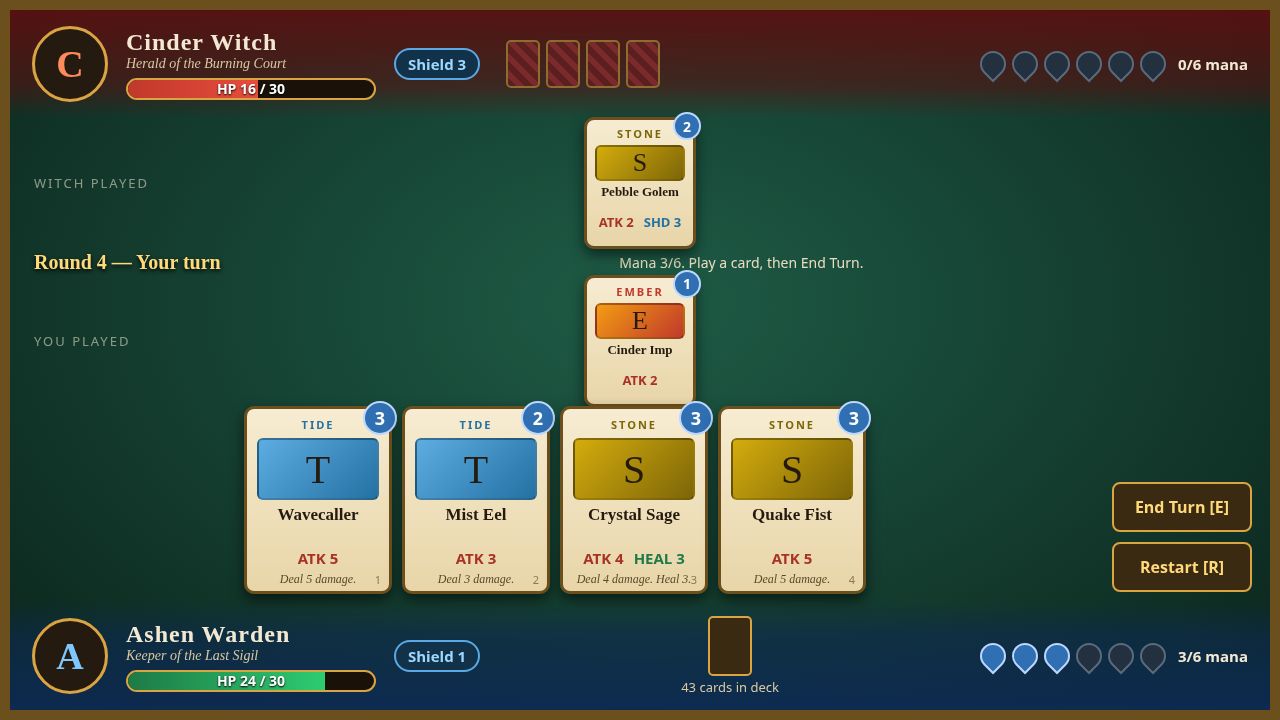 C
Cinder Witch
Herald of the Burning Court
HP 16 / 30
Shield 3
0/6 mana
2
STONE
S
Pebble Golem
ATK 2 SHD 3
WITCH PLAYED
Round 4 — Your turn
Mana 3/6. Play a card, then End Turn.
1
EMBER
E
Cinder Imp
ATK 2
YOU PLAYED
3
TIDE
T
Wavecaller
ATK 5
Deal 5 damage.
1
2
TIDE
T
Mist Eel
ATK 3
Deal 3 damage.
2
3
STONE
S
Crystal Sage
ATK 4 HEAL 3
Deal 4 damage. Heal 3.
3
3
STONE
S
Quake Fist
ATK 5
Deal 5 damage.
4
End Turn [E]
Restart [R]
A
Ashen Warden
Keeper of the Last Sigil
HP 24 / 30
Shield 1
43 cards in deck
3/6 mana